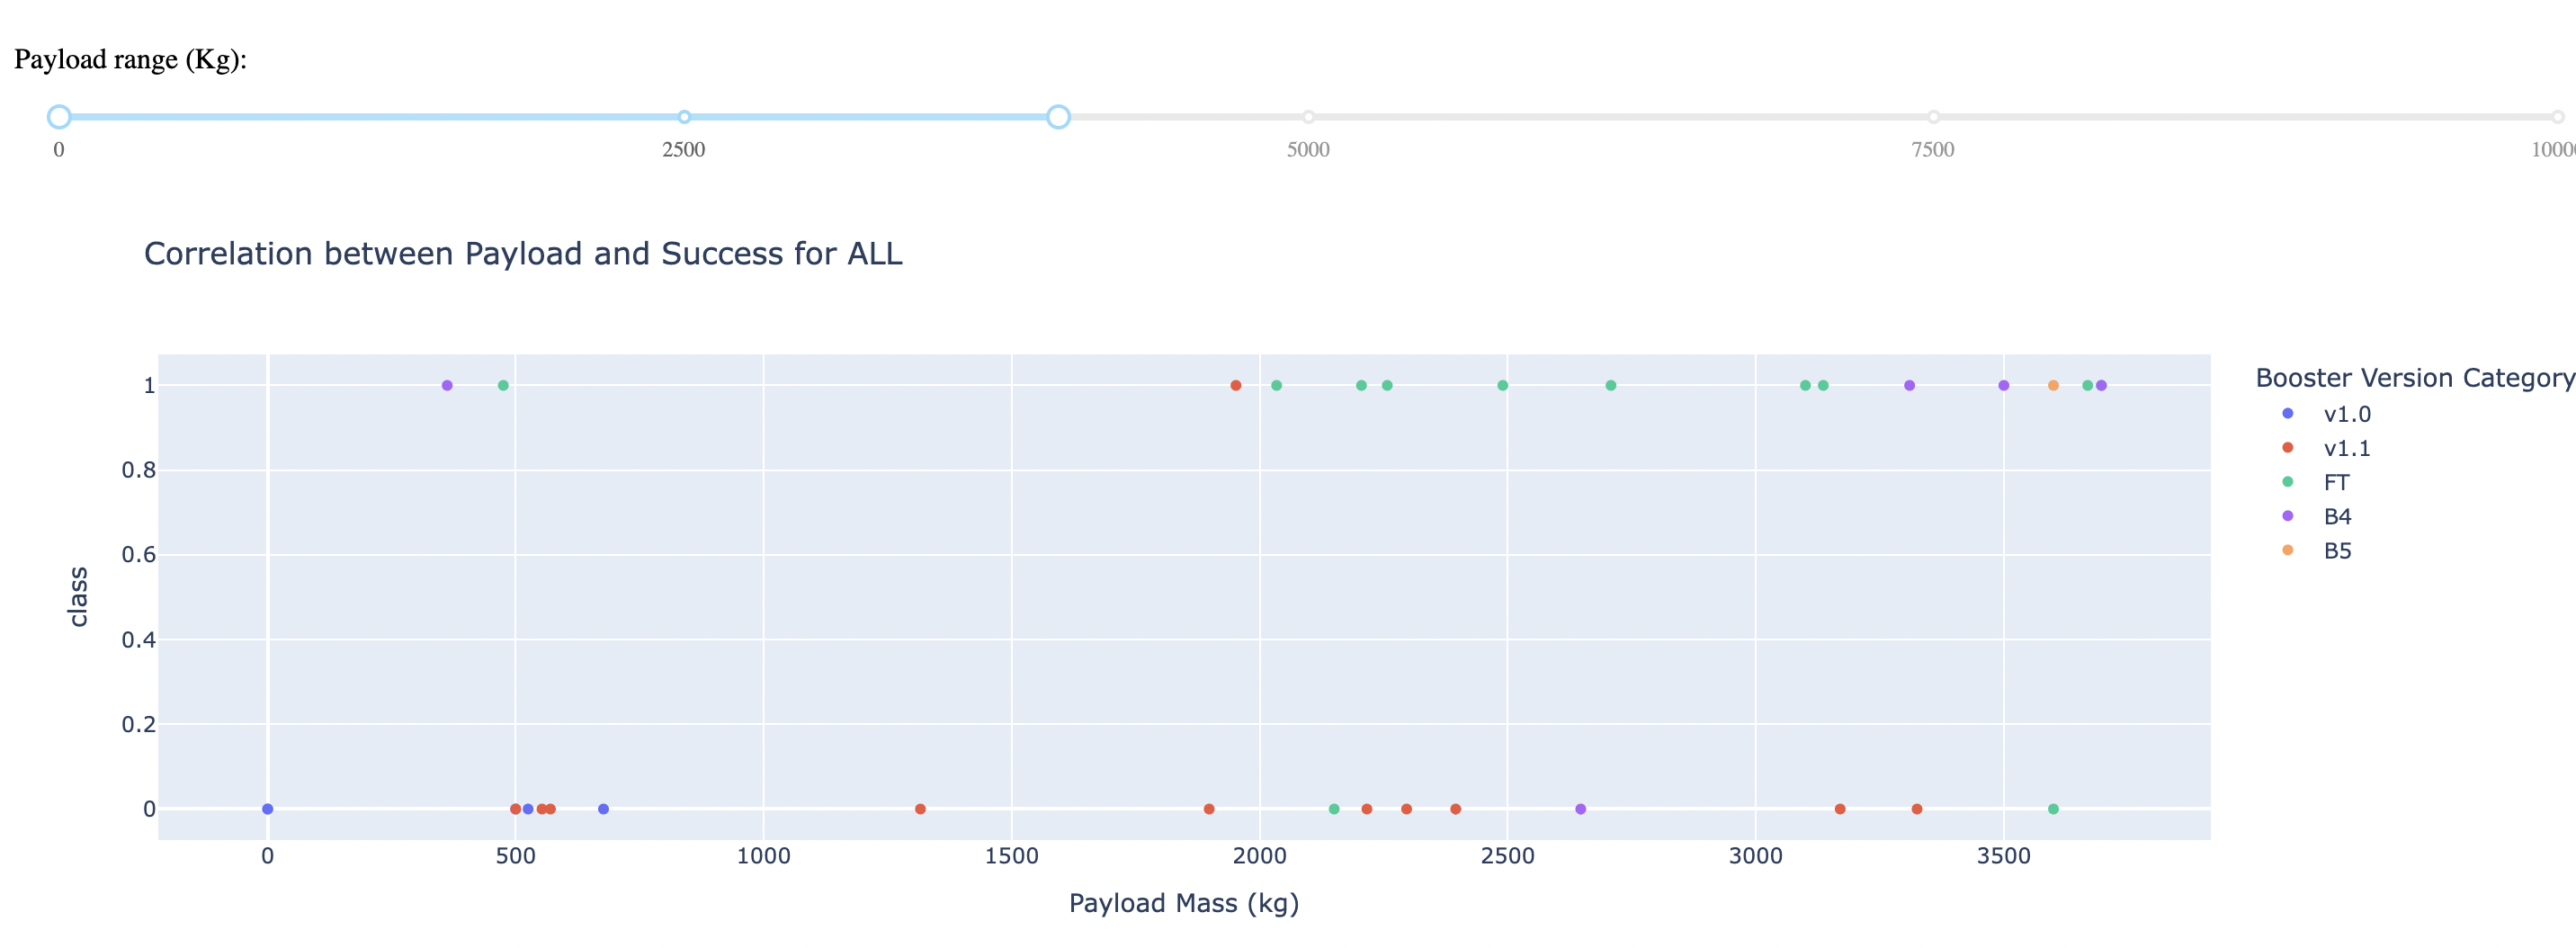 Payload range (Kg):
0 2500 5000 7500 1000
Correlation between Payload and Success for ALL
Booster Version Category
v1.0
v1.1
FT
B4
B5
1
0.8
0.6
0.4
0.2
0
class
0 500 1000 1500 2000 2500 3000 3500
Payload Mass (kg)